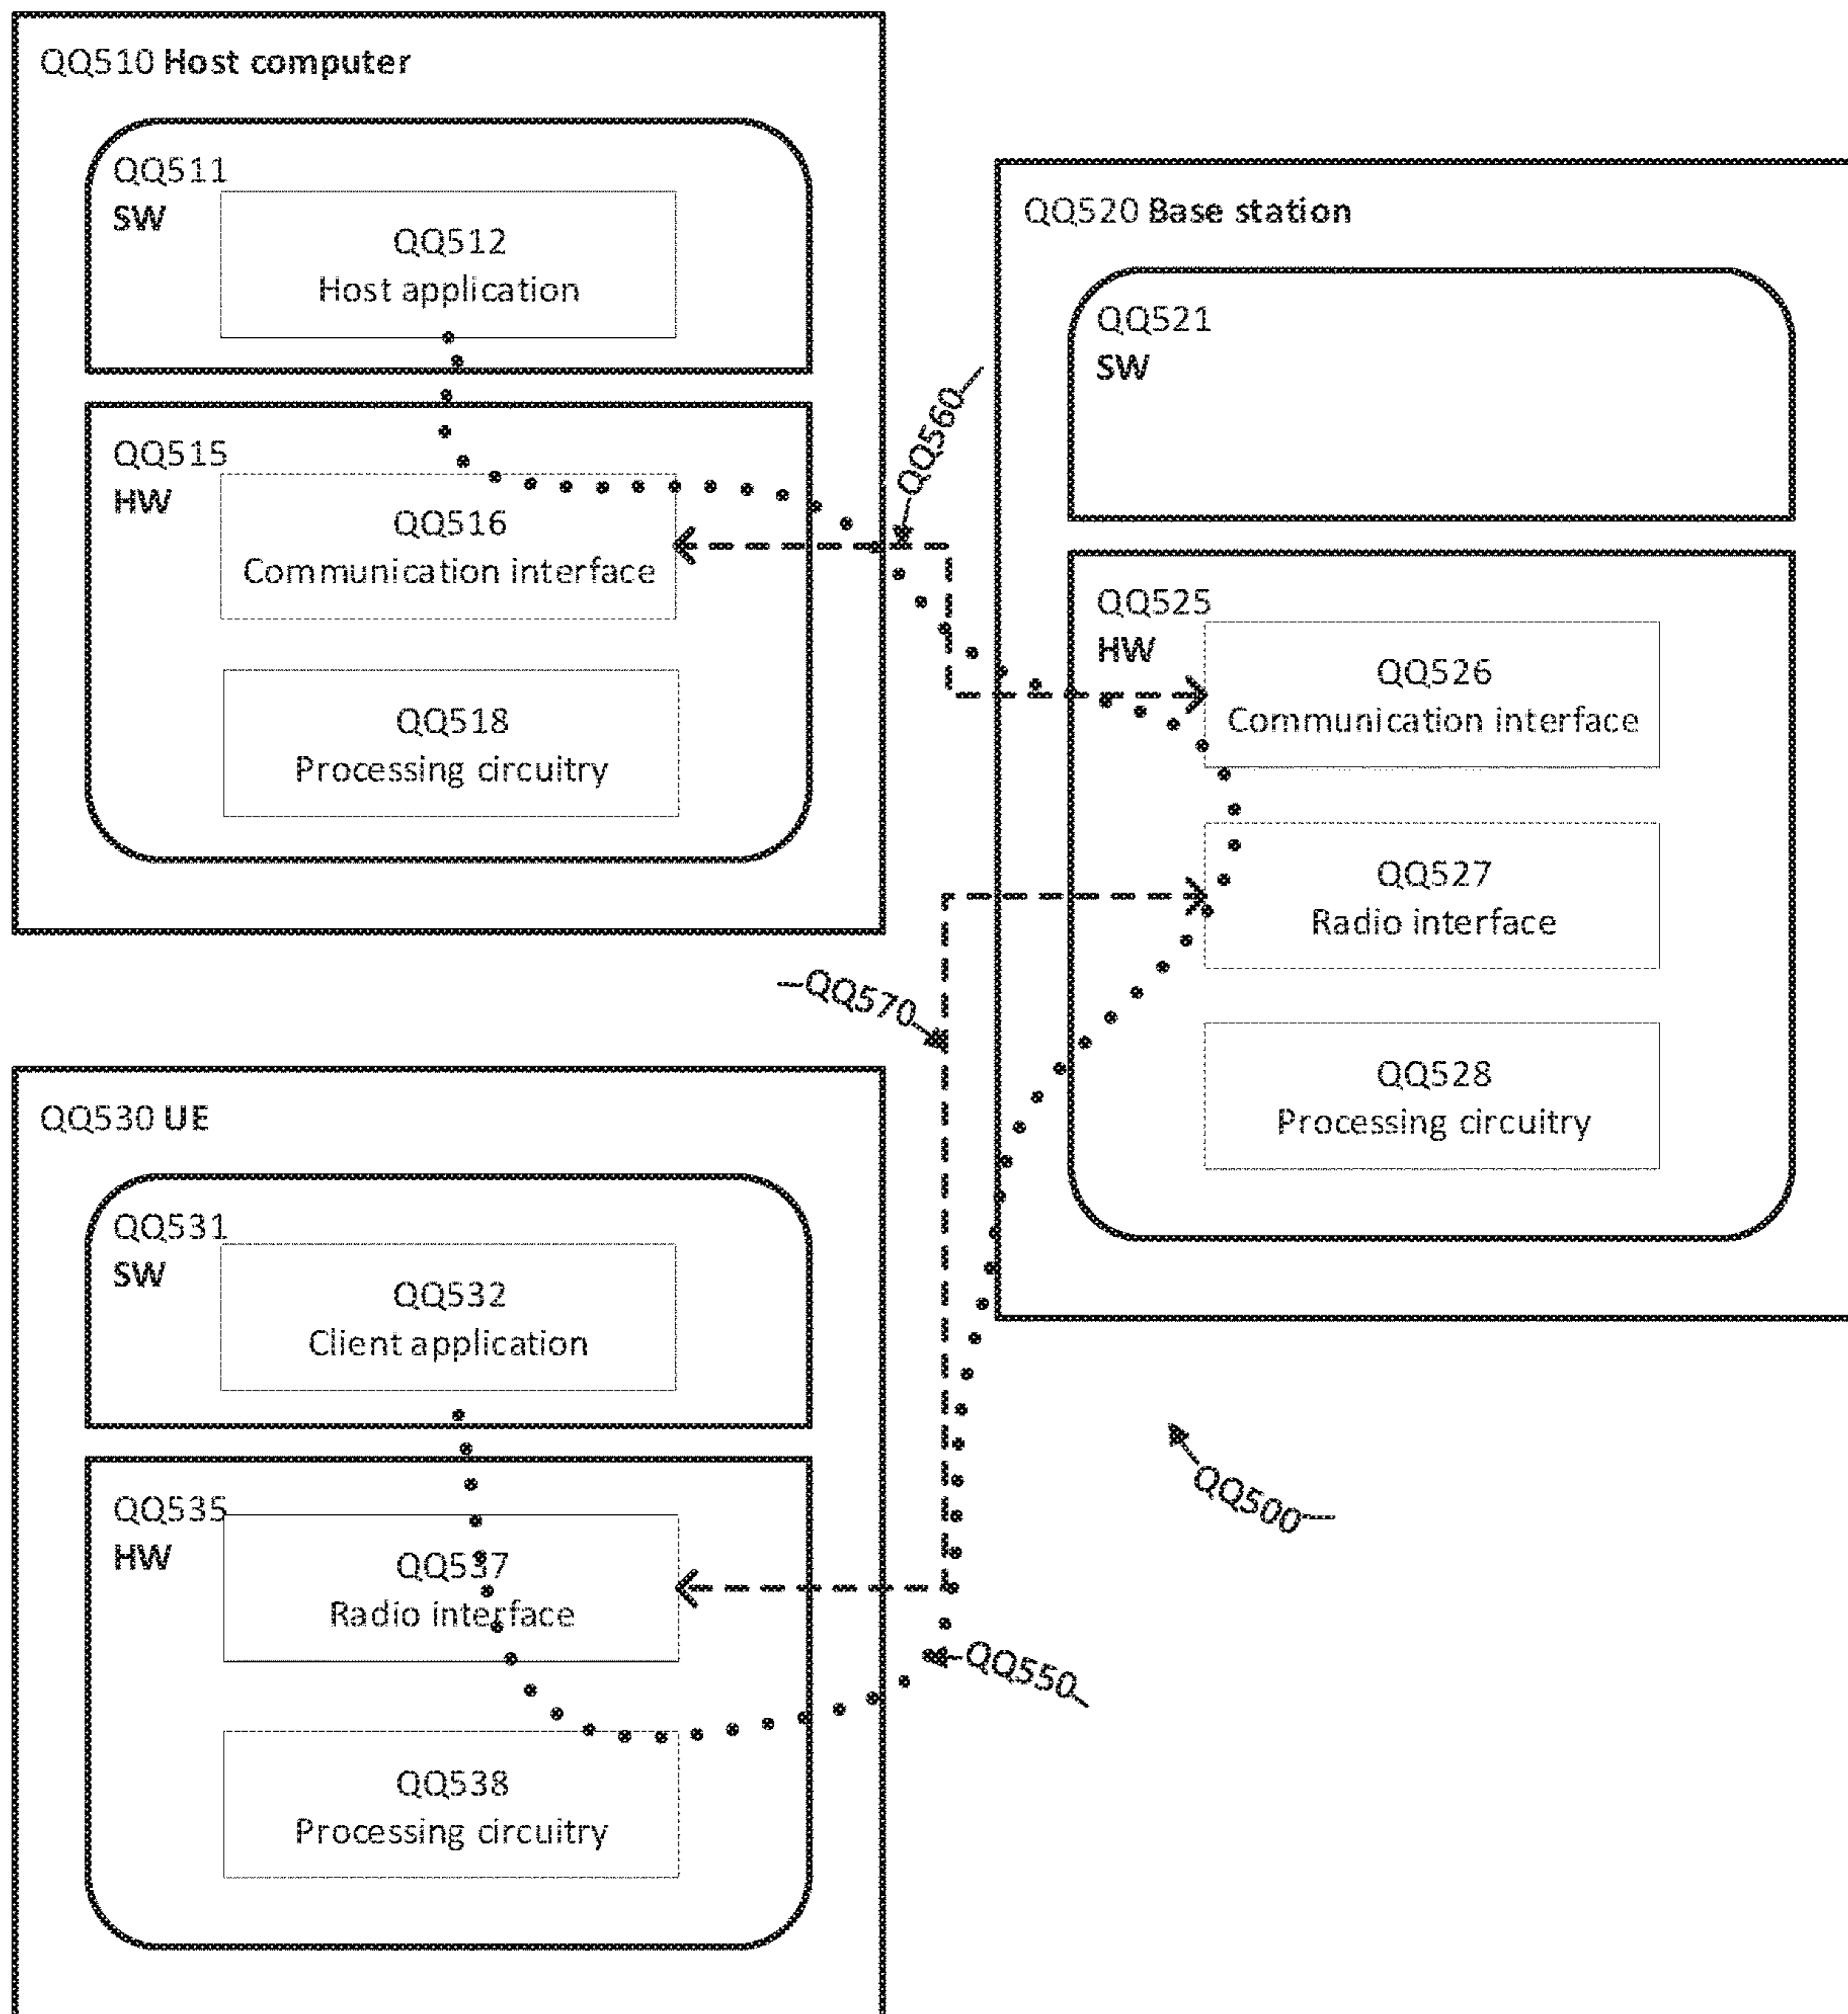 QQ510 Host computer
QQ511
SW
QQ512
Host application
QQ515
HW
QQ516
Communication interface
QQ518
Processing circuitry
QQ560
QQ520 Base station
QQ521
SW
QQ525
HW
QQ526
Communication interface
QQ527
Radio interface
QQ528
Processing circuitry
QQ570
QQ530 UE
QQ531
SW
QQ532
Client application
QQ535
HW
QQ537
Radio interface
QQ538
Processing circuitry
QQ550
QQ500